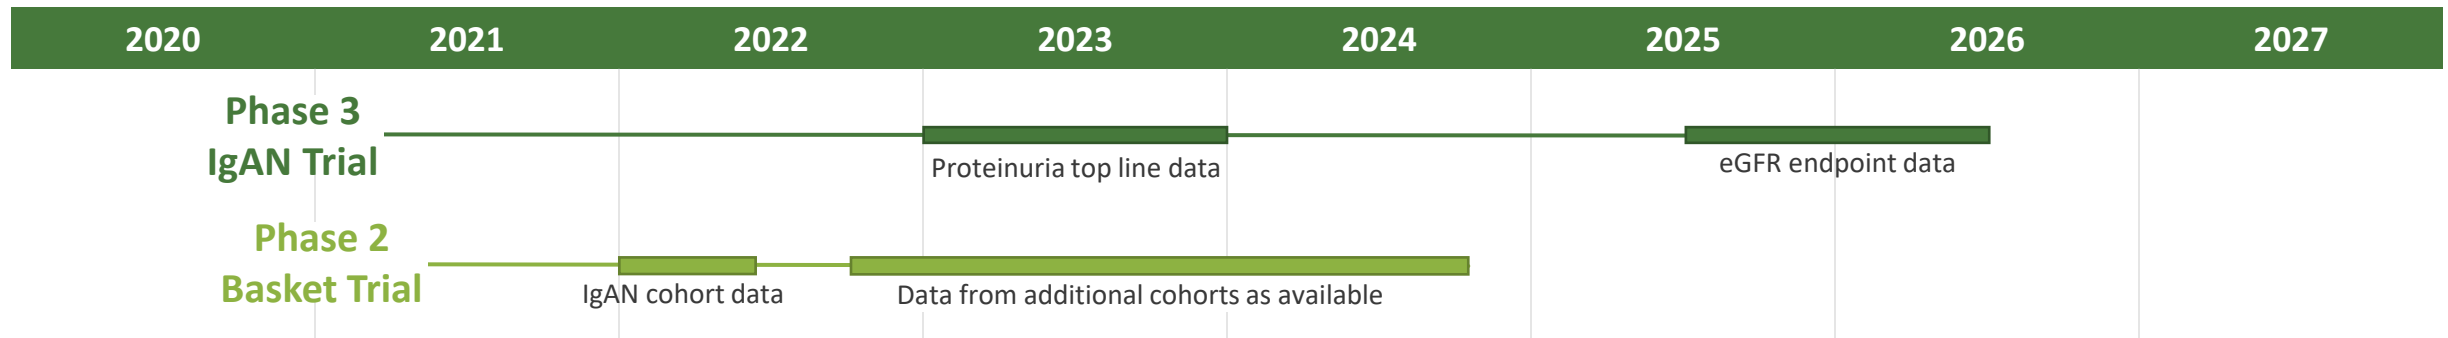 2020 2021 2022 2023 2024 2025 2026 2027
Phase 3
IgAN Trial
Proteinuria top line data
eGFR endpoint data
Phase 2
Basket Trial
IgAN cohort data
Data from additional cohorts as available